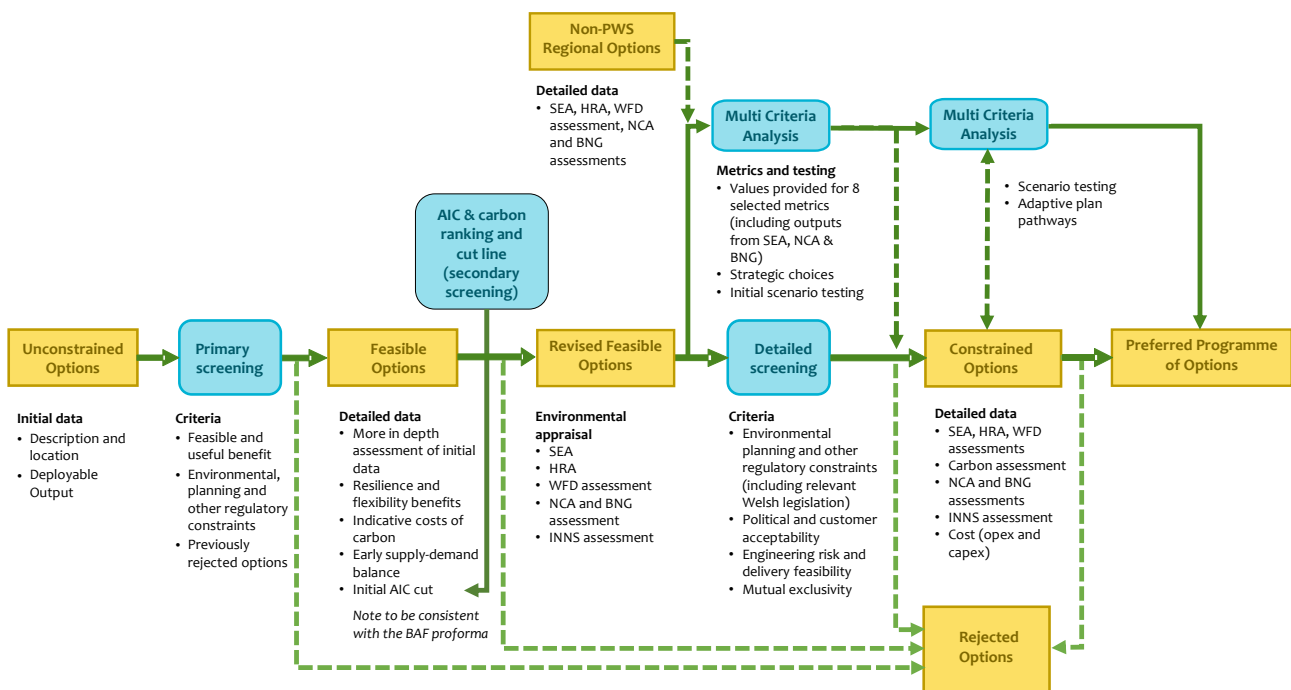 Non-PWS
Regional Options
Detailed data
• SEA, HRA, WFD
assessment, NCA
and BNG
assessments
Multi Criteria
Analysis
Metrics and testing
• Values provided for 8
selected metrics
(including outputs
from SEA, NCA &
BNG)
• Strategic choices
• Initial scenario testing
Multi Criteria
Analysis
• Scenario testing
• Adaptive plan
pathways
AIC & carbon
ranking and
cut line
(secondary
screening)
Unconstrained
Options
Initial data
• Description and
location
• Deployable
Output
Primary
screening
Criteria
• Feasible and
useful benefit
• Environmental,
planning and
other regulatory
constraints
• Previously
rejected options
Feasible
Options
Detailed data
• More in depth
assessment of initial
data
• Resilience and
flexibility benefits
• Indicative costs of
carbon
• Early supply-demand
balance
• Initial AIC cut
Note to be consistent
with the BAF proforma
Revised Feasible
Options
Environmental
appraisal
• SEA
• HRA
• WFD assessment
• NCA and BNG
assessment
• INNS assessment
Detailed
screening
Criteria
• Environmental
planning and other
regulatory constraints
(including relevant
Welsh legislation)
• Political and customer
acceptability
• Engineering risk and
delivery feasibility
• Mutual exclusivity
Constrained
Options
Detailed data
• SEA, HRA, WFD
assessments
• Carbon assessment
• NCA and BNG
assessments
• INNS assessment
• Cost (opex and
capex)
Preferred Programme
of Options
Rejected
Options